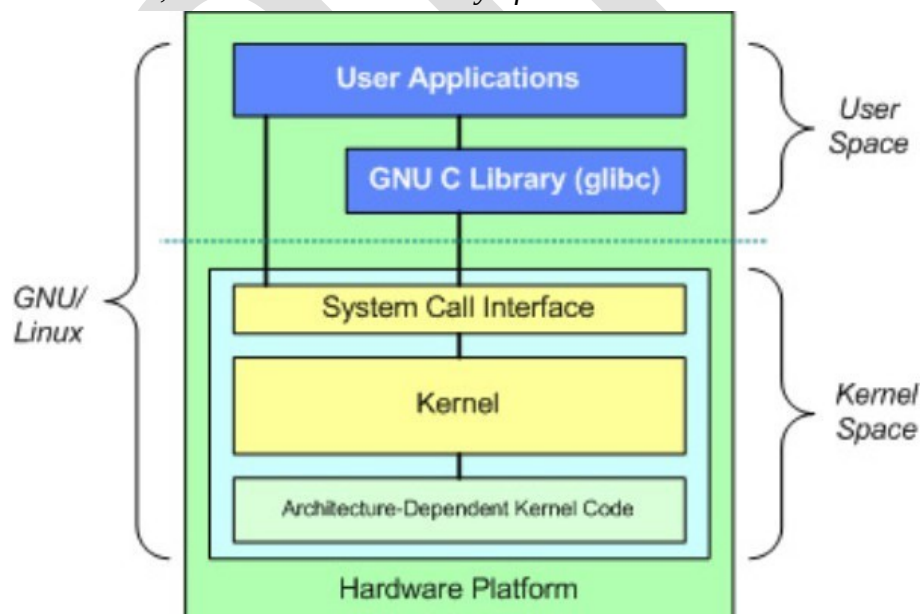 User Applications
User
Space
GNU C Library (glibc)
GNU/
Linux
System Call Interface
Kernel
Kernel
Space
Architecture-Dependent Kernel Code
Hardware Platform